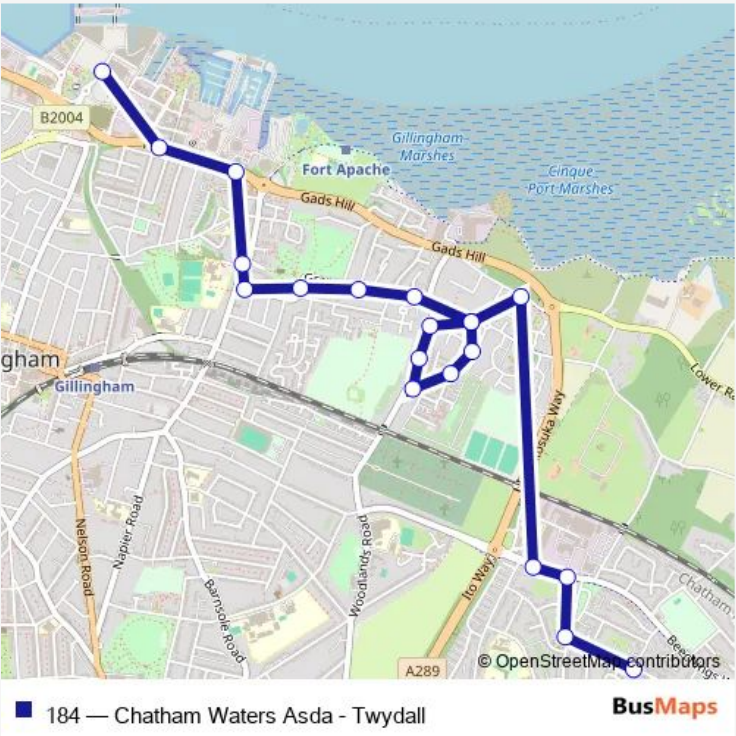 B2004
Gillingham
Marshes
Fort Apache
Cinque
Port Marshes
Gads Hill
Gads Hill
gham
Gillingham
Lower
Nelson Road
Napier Road
Barnsole Road
Woodlands Road
Ito Way
Way
Chatham
A289
© OpenStreetMap contributors
184 — Chatham Waters Asda - Twydall
BusMaps